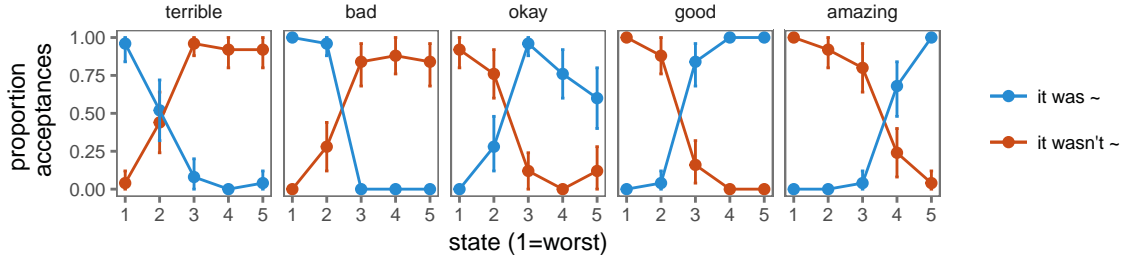 terrible bad okay good amazing
proportion
acceptances
1.00
0.75
0.50
0.25
0.00
1 2 3 4 5 1 2 3 4 5 1 2 3 4 5 1 2 3 4 5 1 2 3 4 5
state (1=worst)
it was ~
it wasn't ~